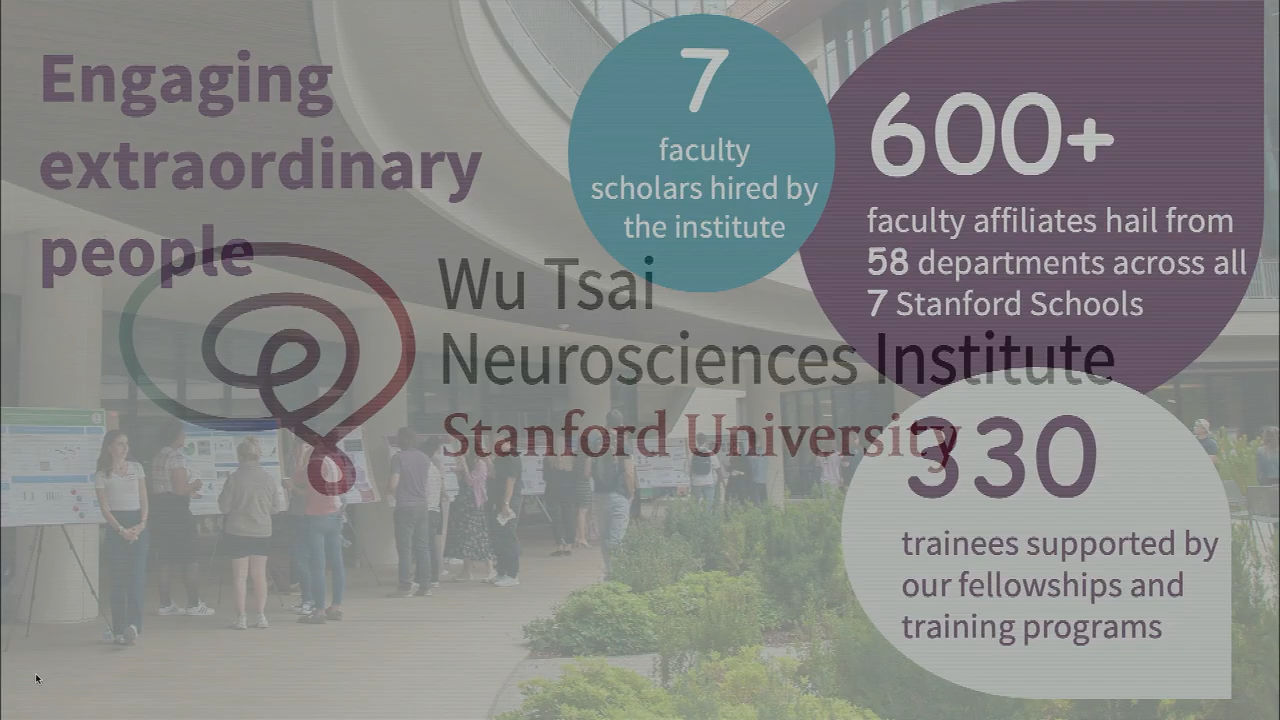 Engaging
extraordinary
people
7
faculty
scholars hired by
the institute
600+
faculty affiliates hail from
58 departments across all
7 Stanford Schools
Wu Tsai
Neurosciences Institute
Stanford University
330
trainees supported by
our fellowships and
training programs